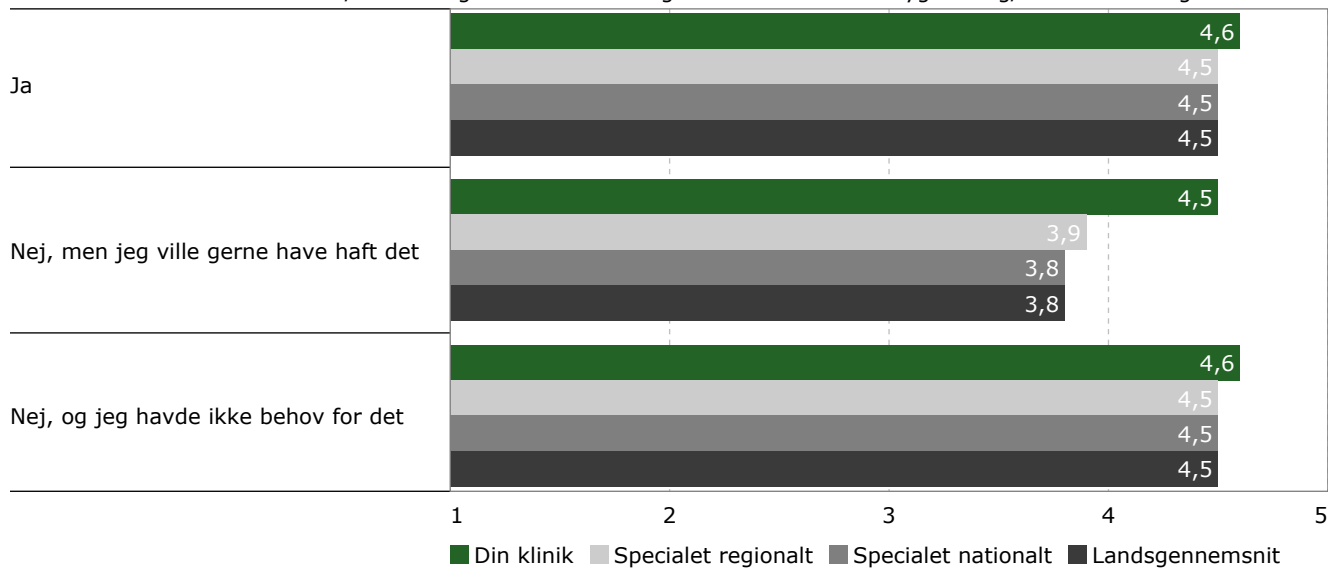 Ja
4,6
4,5
4,5
4,5
Nej, men jeg ville gerne have haft det
4,5
3,9
3,8
3,8
Nej, og jeg havde ikke behov for det
4,6
4,5
4,5
4,5
1 2 3 4 5
Din klinik Specialet regionalt Specialet nationalt Landsgennemsnit